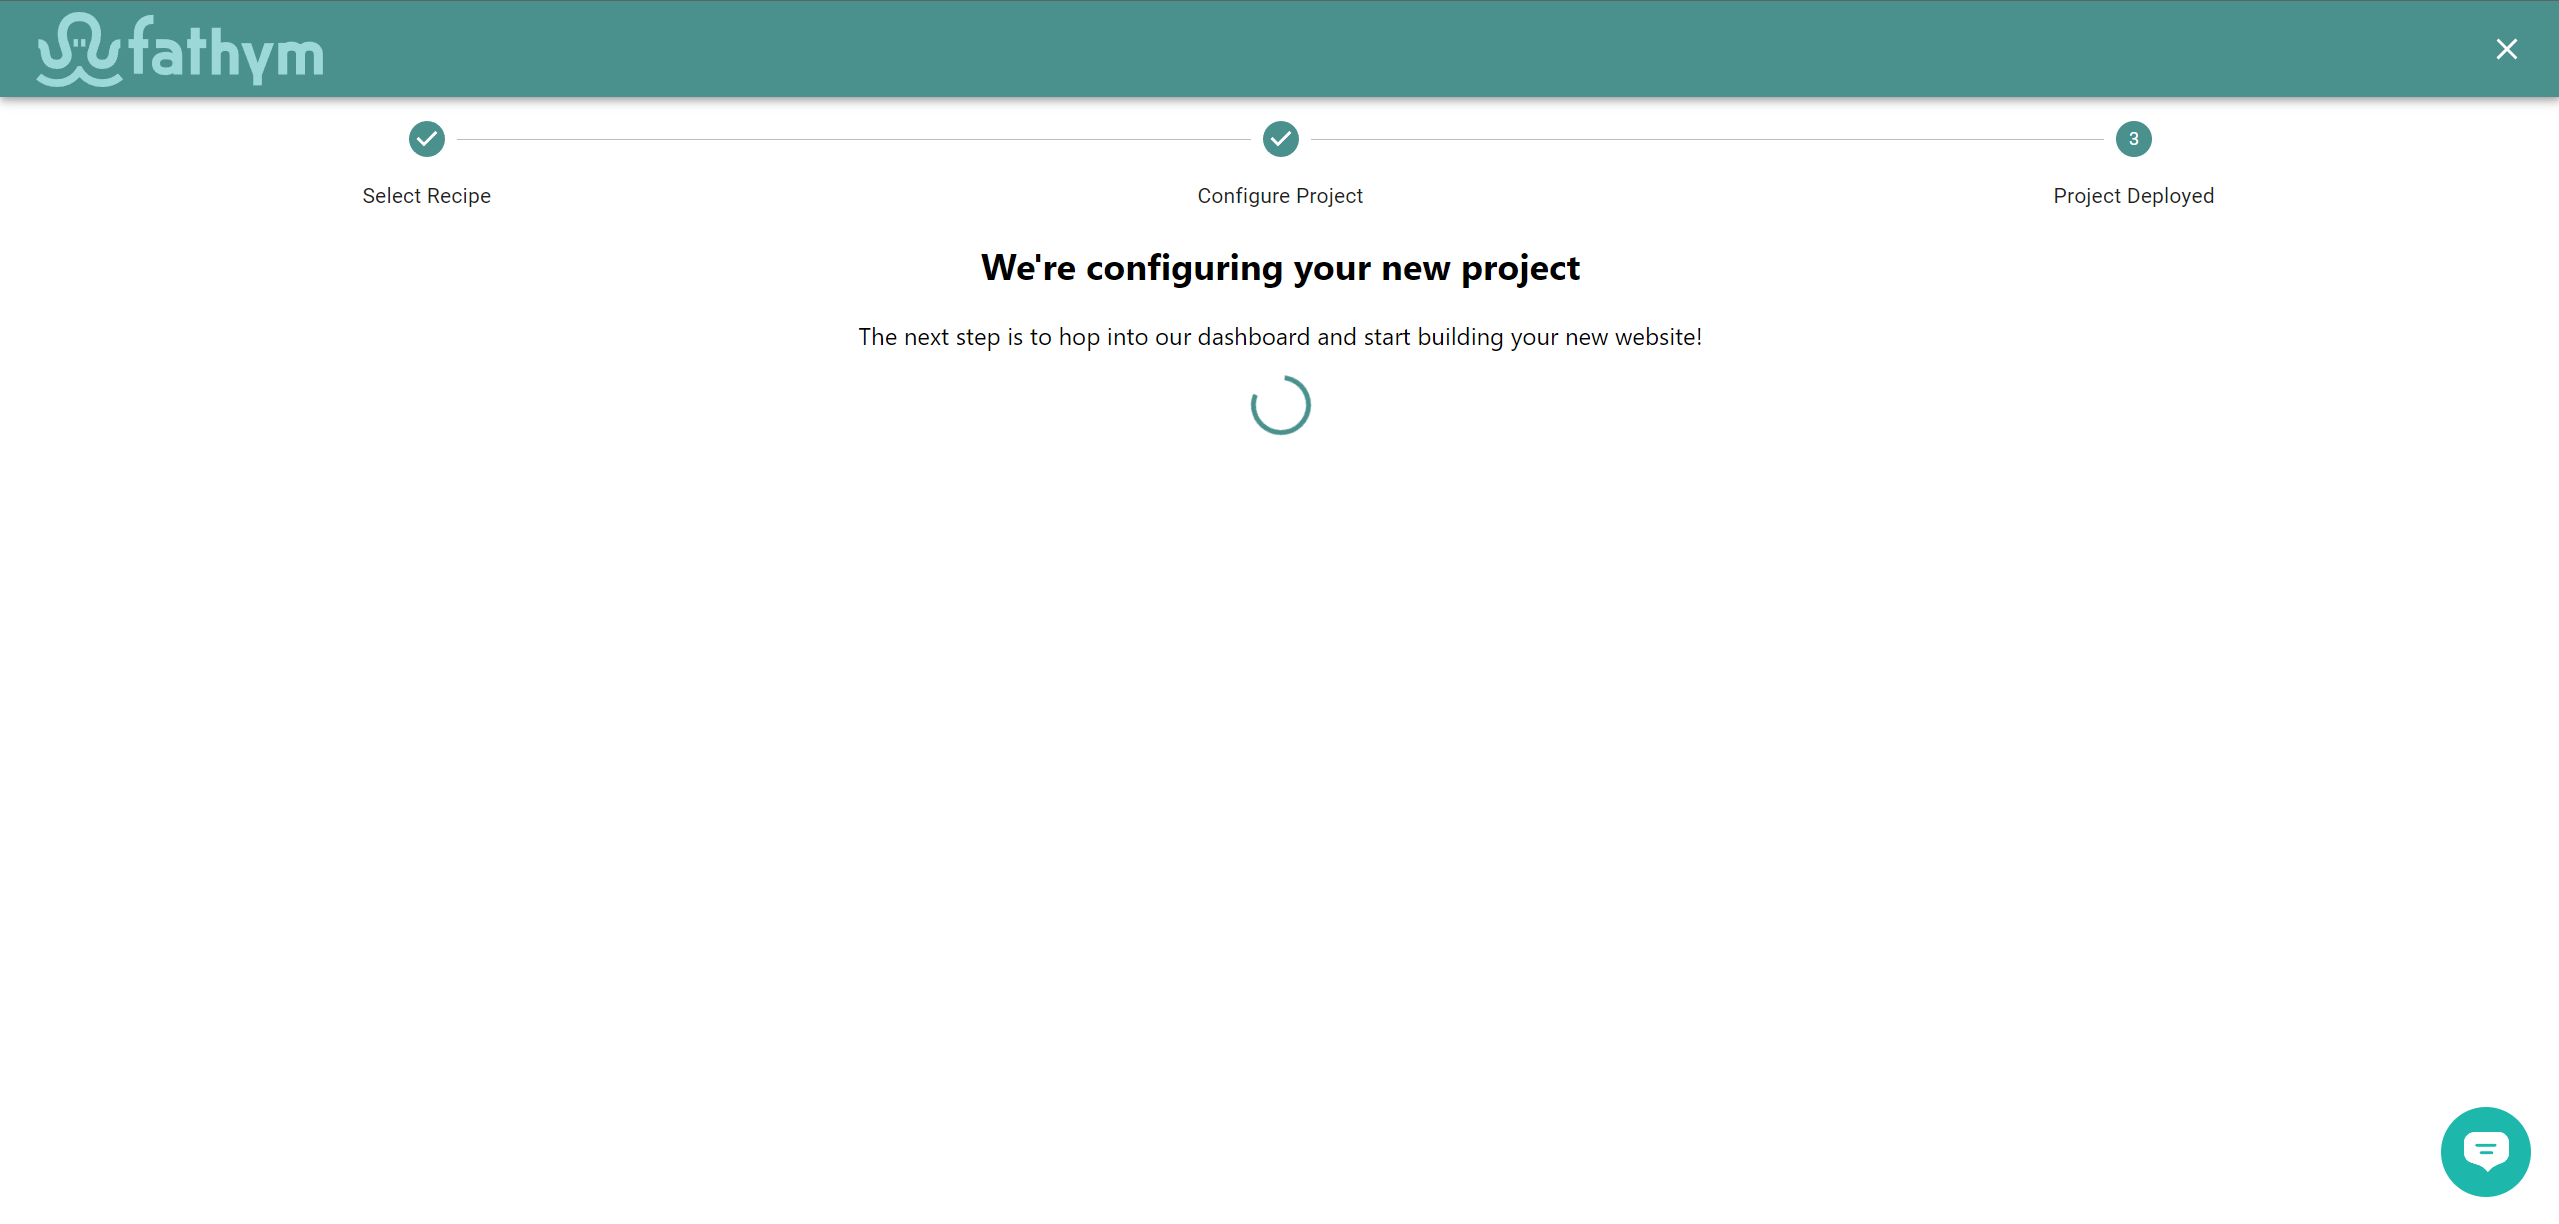 fathym
3
Select Recipe
Configure Project
Project Deployed
We're configuring your new project
The next step is to hop into our dashboard and start building your new website!